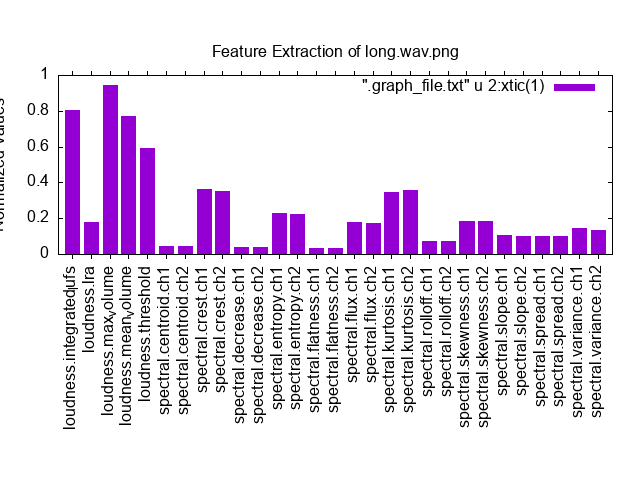 Feature Extraction of long.wav.png
".graph_file.txt" u 2:xtic(1)
Normalized Values
1
0.8
0.6
0.4
0.2
0
loudness.integratedlufs
loudness.lra
loudness.maxvolume
loudness.meanvolume
loudness.threshold
spectral.centroid.ch1
spectral.centroid.ch2
spectral.crest.ch1
spectral.crest.ch2
spectral.decrease.ch1
spectral.decrease.ch2
spectral.entropy.ch1
spectral.entropy.ch2
spectral.flatness.ch1
spectral.flatness.ch2
spectral.flux.ch1
spectral.flux.ch2
spectral.kurtosis.ch1
spectral.kurtosis.ch2
spectral.rolloff.ch1
spectral.rolloff.ch2
spectral.skewness.ch1
spectral.skewness.ch2
spectral.slope.ch1
spectral.slope.ch2
spectral.spread.ch1
spectral.spread.ch2
spectral.variance.ch1
spectral.variance.ch2